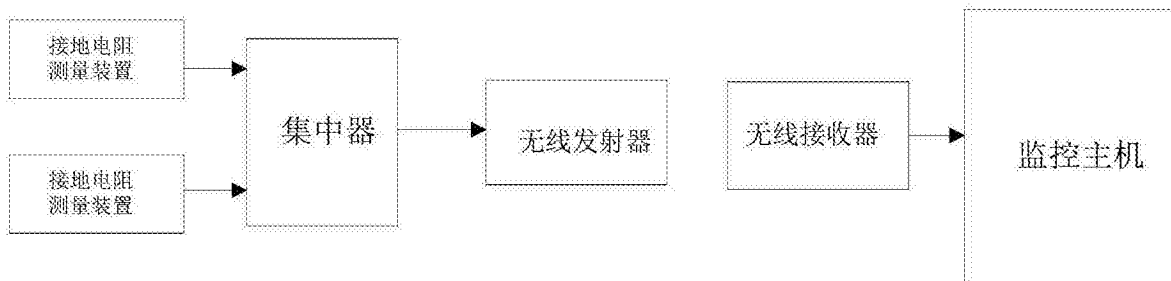 接地电阻
测量装置
接地电阻
测量装置
集中器
无线发射器
无线接收器
监控主机